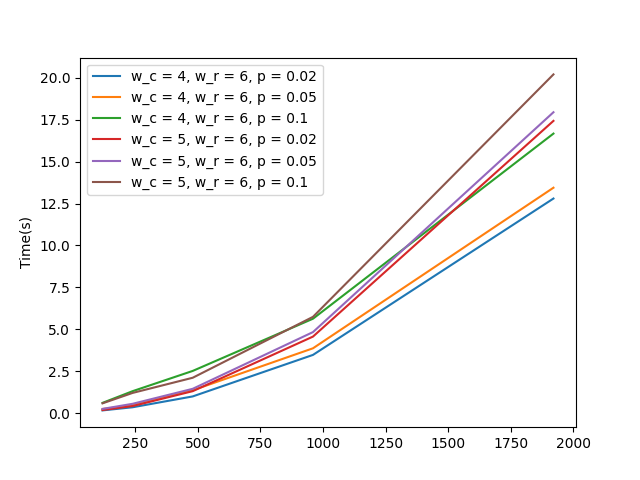 w_c = 4, w_r = 6, p = 0.02
w_c = 4, w_r = 6, p = 0.05
w_c = 4, w_r = 6, p = 0.1
w_c = 5, w_r = 6, p = 0.02
w_c = 5, w_r = 6, p = 0.05
w_c = 5, w_r = 6, p = 0.1
Time(s)
20.0
17.5
15.0
12.5
10.0
7.5
5.0
2.5
0.0
250 500 750 1000 1250 1500 1750 2000